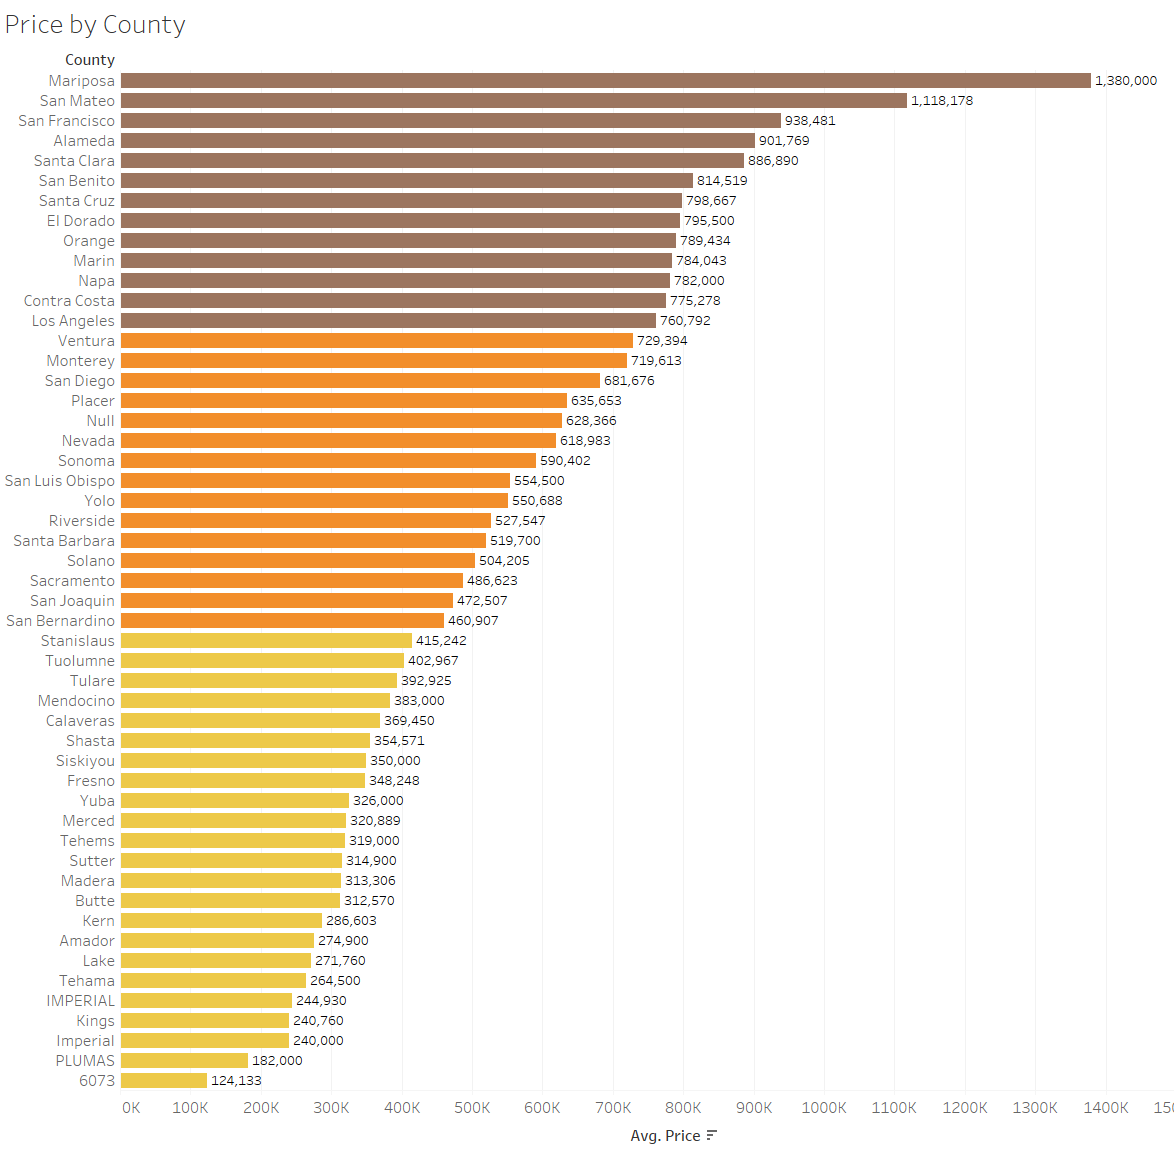 Price by County
County
Mariposa 1,380,000
San Mateo 1,118,178
San Francisco 938,481
Alameda 901,769
Santa Clara 886,890
San Benito 814,519
Santa Cruz 798,667
El Dorado 795,500
Orange 789,434
Marin 784,043
Napa 782,000
Contra Costa 775,278
Los Angeles 760,792
Ventura 729,394
Monterey 719,613
San Diego 681,676
Placer 635,653
Null 628,366
Nevada 618,983
Sonoma 590,402
San Luis Obispo 554,500
Yolo 550,688
Riverside 527,547
Santa Barbara 519,700
Solano 504,205
Sacramento 486,623
San Joaquin 472,507
San Bernardino 460,907
Stanislaus 415,242
Tuolumne 402,967
Tulare 392,925
Mendocino 383,000
Calaveras 369,450
Shasta 354,571
Siskiyou 350,000
Fresno 348,248
Yuba 326,000
Merced 320,889
Tehems 319,000
Sutter 314,900
Madera 313,306
Butte 312,570
Kern 286,603
Amador 274,900
Lake 271,760
Tehama 264,500
IMPERIAL 244,930
Kings 240,760
Imperial 240,000
PLUMAS 182,000
6073 124,133
0K 100K 200K 300K 400K 500K 600K 700K 800K 900K 1000K 1100K 1200K 1300K 1400K
Avg. Price